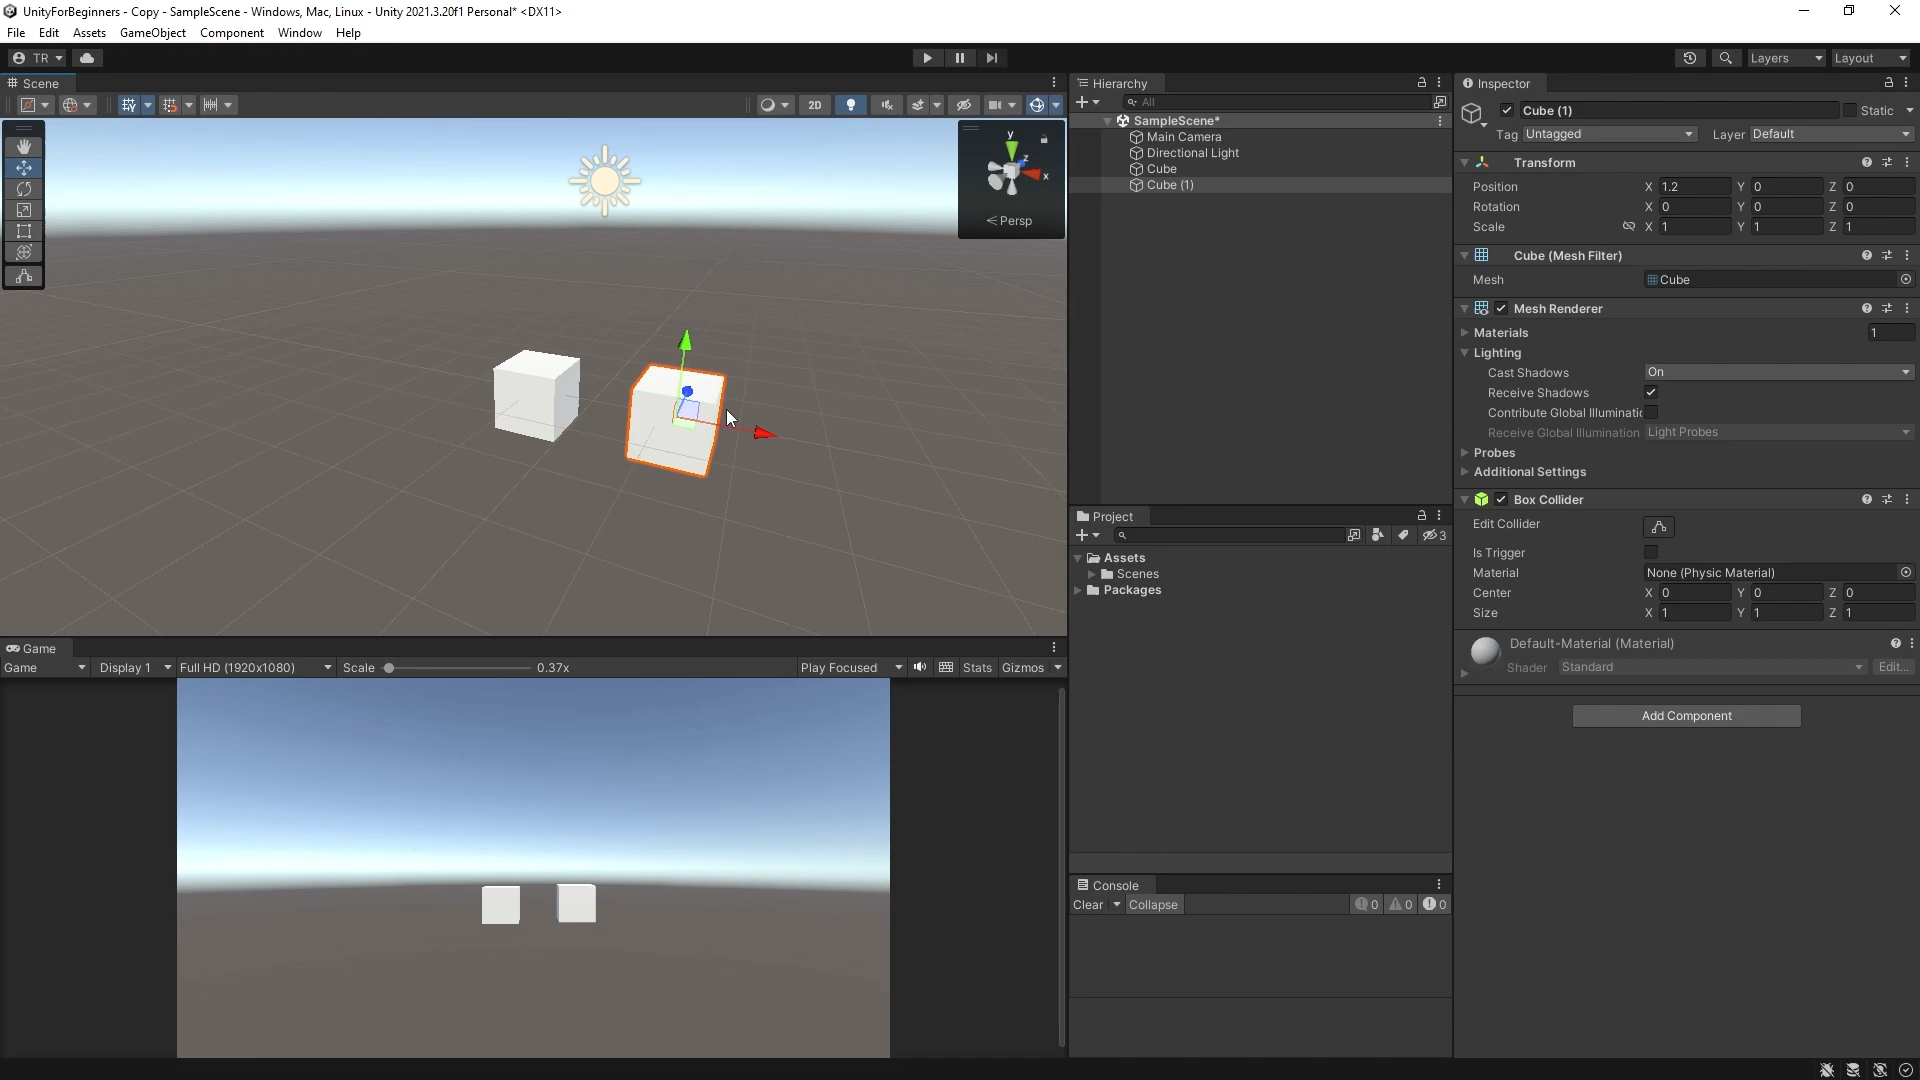 UnityForBeginners - Copy - SampleScene - Windows, Mac, Linux - Unity 2021.3.20f1 Personal* <DX11>
File Edit Assets GameObject Component Window Help
TR Layers Layout
Scene
2D
y
z
x
Persp
Game
Game Display 1 Full HD (1920x1080) Scale 0.37x Play Focused Stats Gizmos
Hierarchy
All
SampleScene*
Main Camera
Directional Light
Cube
Cube (1)
Project
3
Assets
Scenes
Packages
Console
Clear Collapse 0 0 0
Inspector
Cube (1) Static
Tag Untagged Layer Default
Transform
Position X 1.2 Y 0 Z 0
Rotation X 0 Y 0 Z 0
Scale X 1 Y 1 Z 1
Cube (Mesh Filter)
Mesh Cube
Mesh Renderer
Materials 1
Lighting
Cast Shadows On
Receive Shadows
Contribute Global Illuminatic
Receive Global Illumination Light Probes
Probes
Additional Settings
Box Collider
Edit Collider
Is Trigger
Material None (Physic Material)
Center X 0 Y 0 Z 0
Size X 1 Y 1 Z 1
Default-Material (Material)
Shader Standard Edit...
Add Component